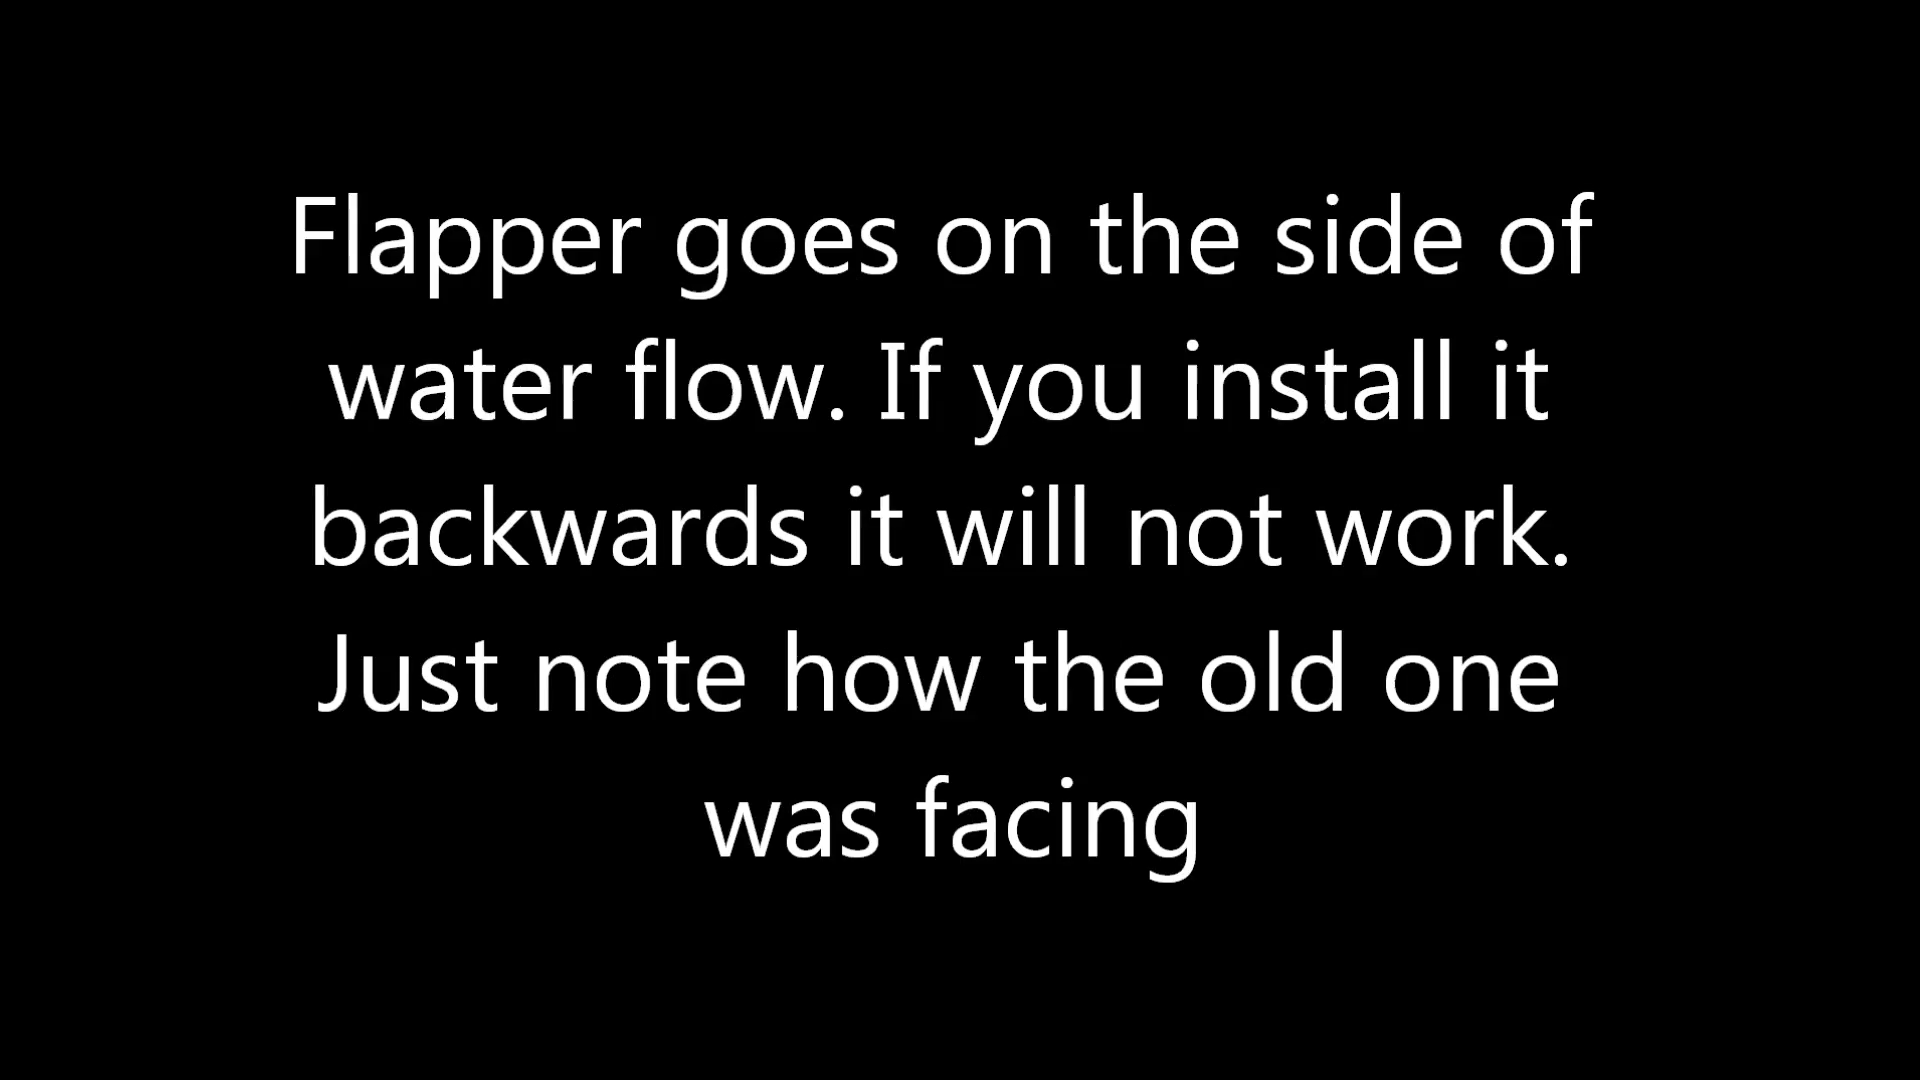 Flapper goes on the side of
water flow. If you install it
backwards it will not work.
Just note how the old one
was facing